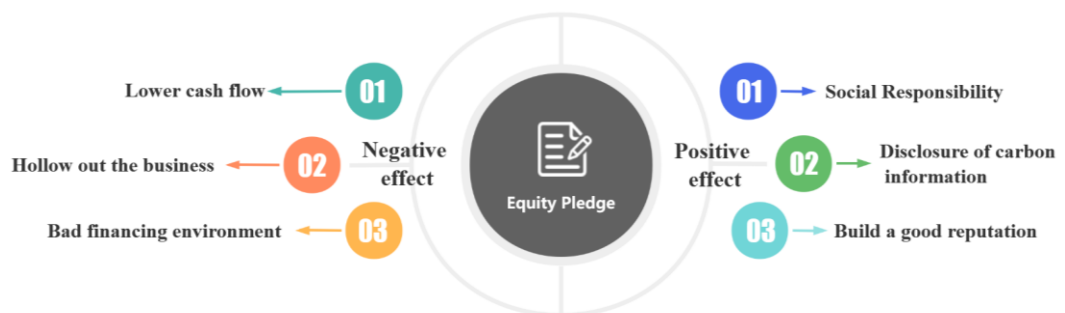 01
Lower cash flow
02
Hollow out the business
03
Bad financing environment
Negative
effect
Equity Pledge
Positive
effect
01
Social Responsibility
02
Disclosure of carbon
information
03
Build a good reputation